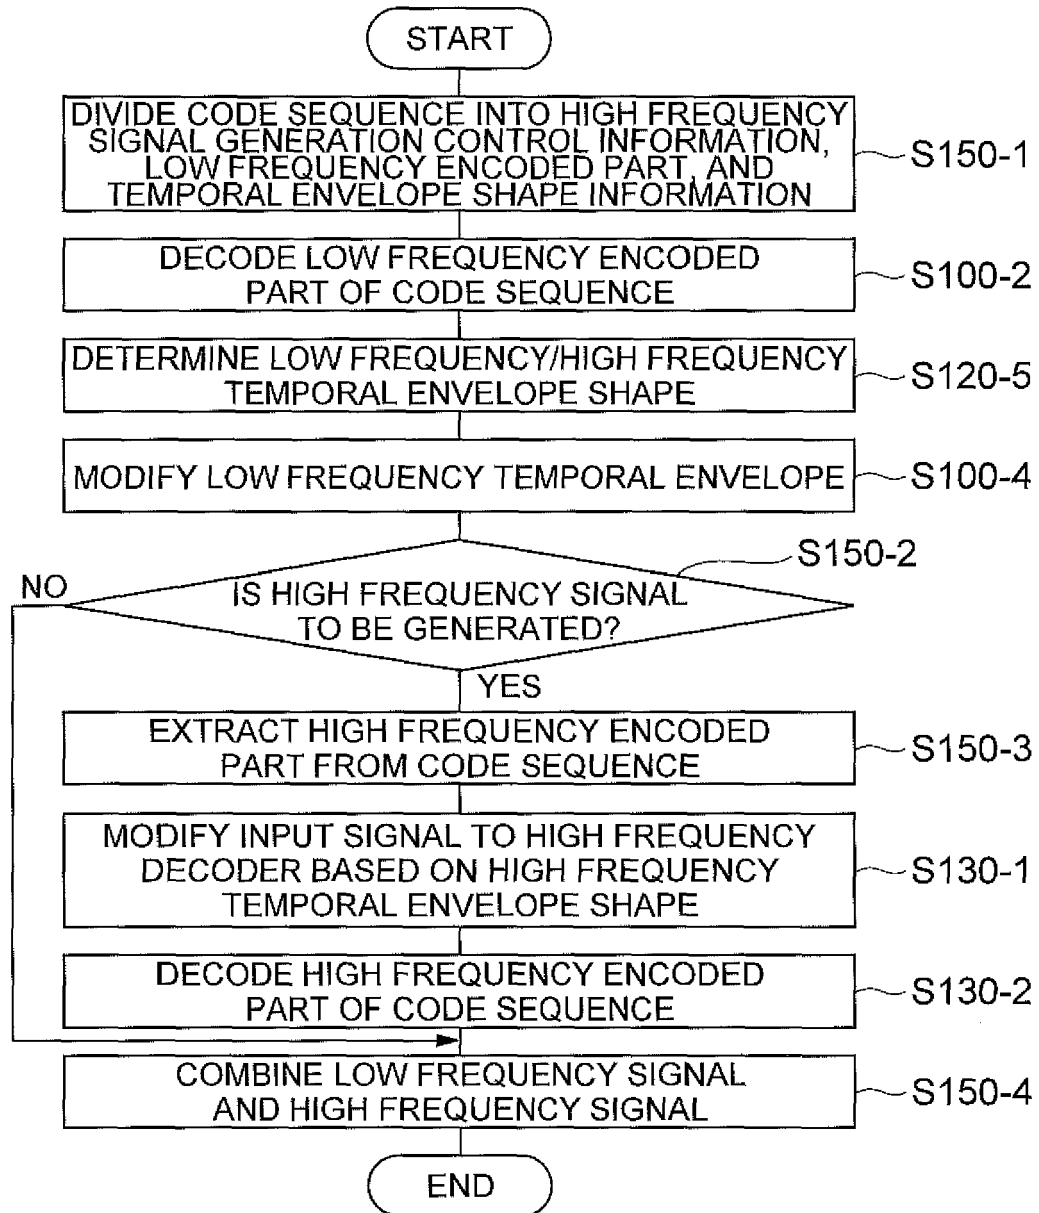 START
DIVIDE CODE SEQUENCE INTO HIGH FREQUENCY
SIGNAL GENERATION CONTROL INFORMATION,
LOW FREQUENCY ENCODED PART, AND
TEMPORAL ENVELOPE SHAPE INFORMATION
S150-1
DECODE LOW FREQUENCY ENCODED
PART OF CODE SEQUENCE
S100-2
DETERMINE LOW FREQUENCY/HIGH FREQUENCY
TEMPORAL ENVELOPE SHAPE
S120-5
MODIFY LOW FREQUENCY TEMPORAL ENVELOPE
S100-4
S150-2
NO
IS HIGH FREQUENCY SIGNAL
TO BE GENERATED?
YES
EXTRACT HIGH FREQUENCY ENCODED
PART FROM CODE SEQUENCE
S150-3
MODIFY INPUT SIGNAL TO HIGH FREQUENCY
DECODER BASED ON HIGH FREQUENCY
TEMPORAL ENVELOPE SHAPE
S130-1
DECODE HIGH FREQUENCY ENCODED
PART OF CODE SEQUENCE
S130-2
COMBINE LOW FREQUENCY SIGNAL
AND HIGH FREQUENCY SIGNAL
S150-4
END